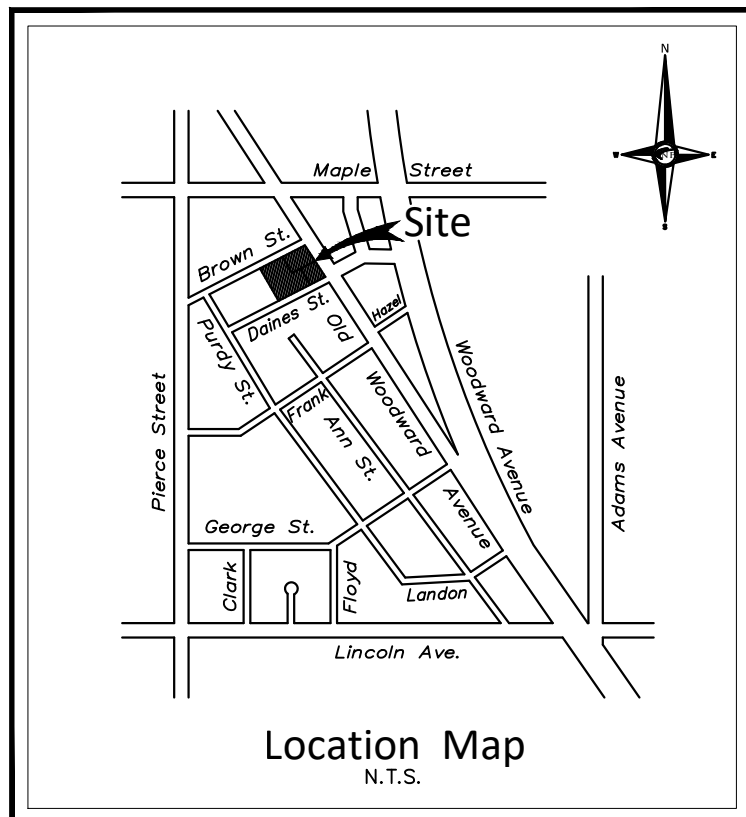 N
W
E
S
Maple Street
Site
Brown St.
Daines St.
Hazel
Old Woodward Avenue
Purdy St.
Frank
Ann St.
Woodward Avenue
Pierce Street
Adams Avenue
George St.
Clark
Floyd
Landon
Lincoln Ave.
Location Map
N.T.S.